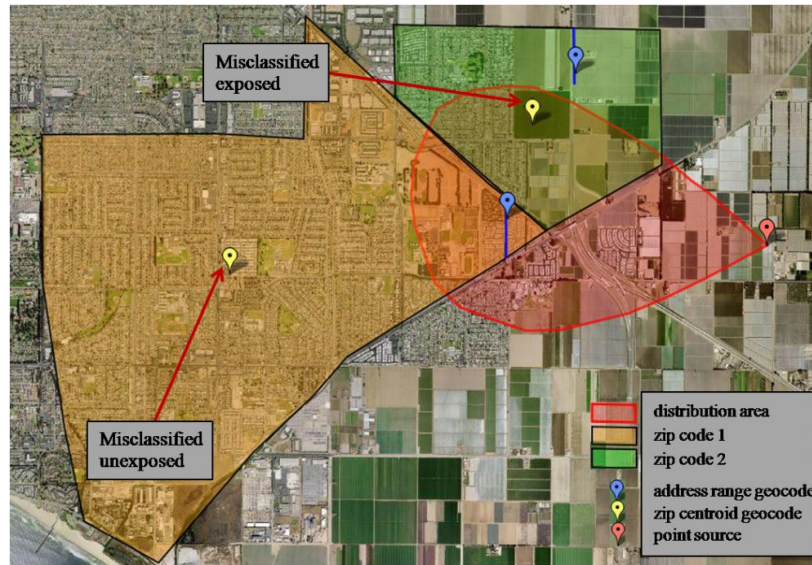 Misclassified
exposed
Misclassified
unexposed
distribution area
zip code 1
zip code 2
address range geocode
zip centroid geocode
point source